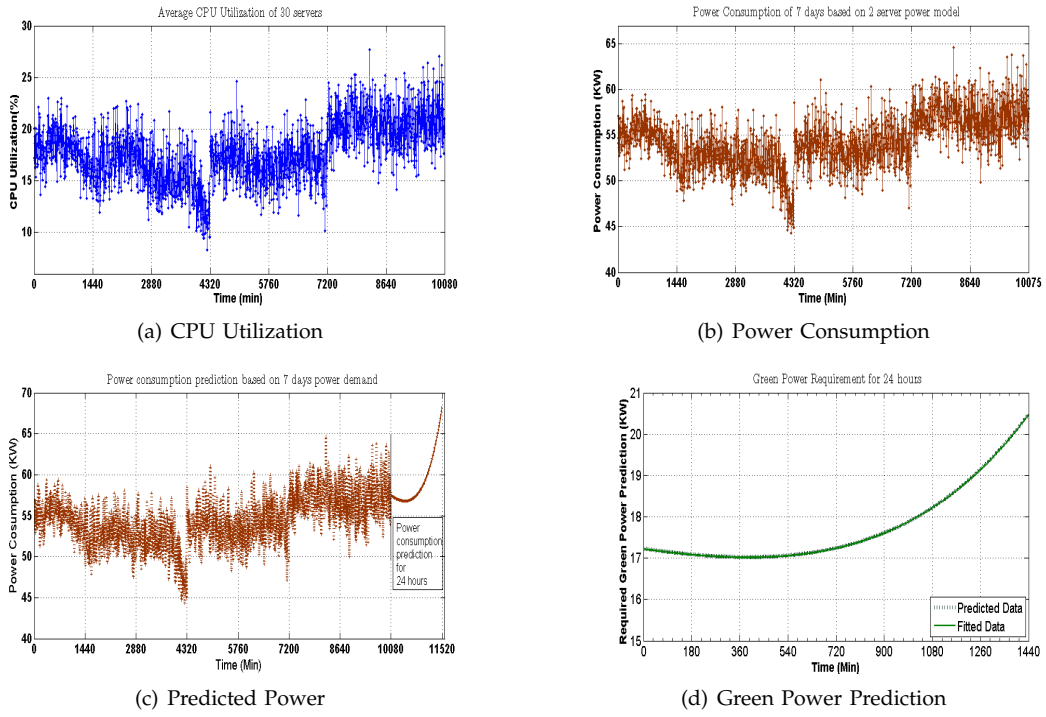 Average CPU Utilization of 30 servers
30
25
20
15
10
CPU Utilization(%)
0 1440 2880 4320 5760 7200 8640 10080
Time (Min)
(a) CPU Utilization
Power Consumption of 7 days based on 2 server power model
65
60
55
50
45
40
Power Consumption (KW)
0 1440 2880 4320 5760 7200 8640 10075
Time (Min)
(b) Power Consumption
Power consumption prediction based on 7 days power demand
70
65
60
55
50
45
40
Power Cosumption (KW)
Power
consumption
prediction
for
24 hours
0 1440 2880 4320 5760 7200 8640 10080 11520
Time (Min)
(c) Predicted Power
Green Power Requirement for 24 hours
21
20
19
18
17
16
15
Required Green Power Prediction (KW)
Predicted Data
Fitted Data
0 180 360 540 720 900 1080 1260 1440
Time (Min)
(d) Green Power Prediction